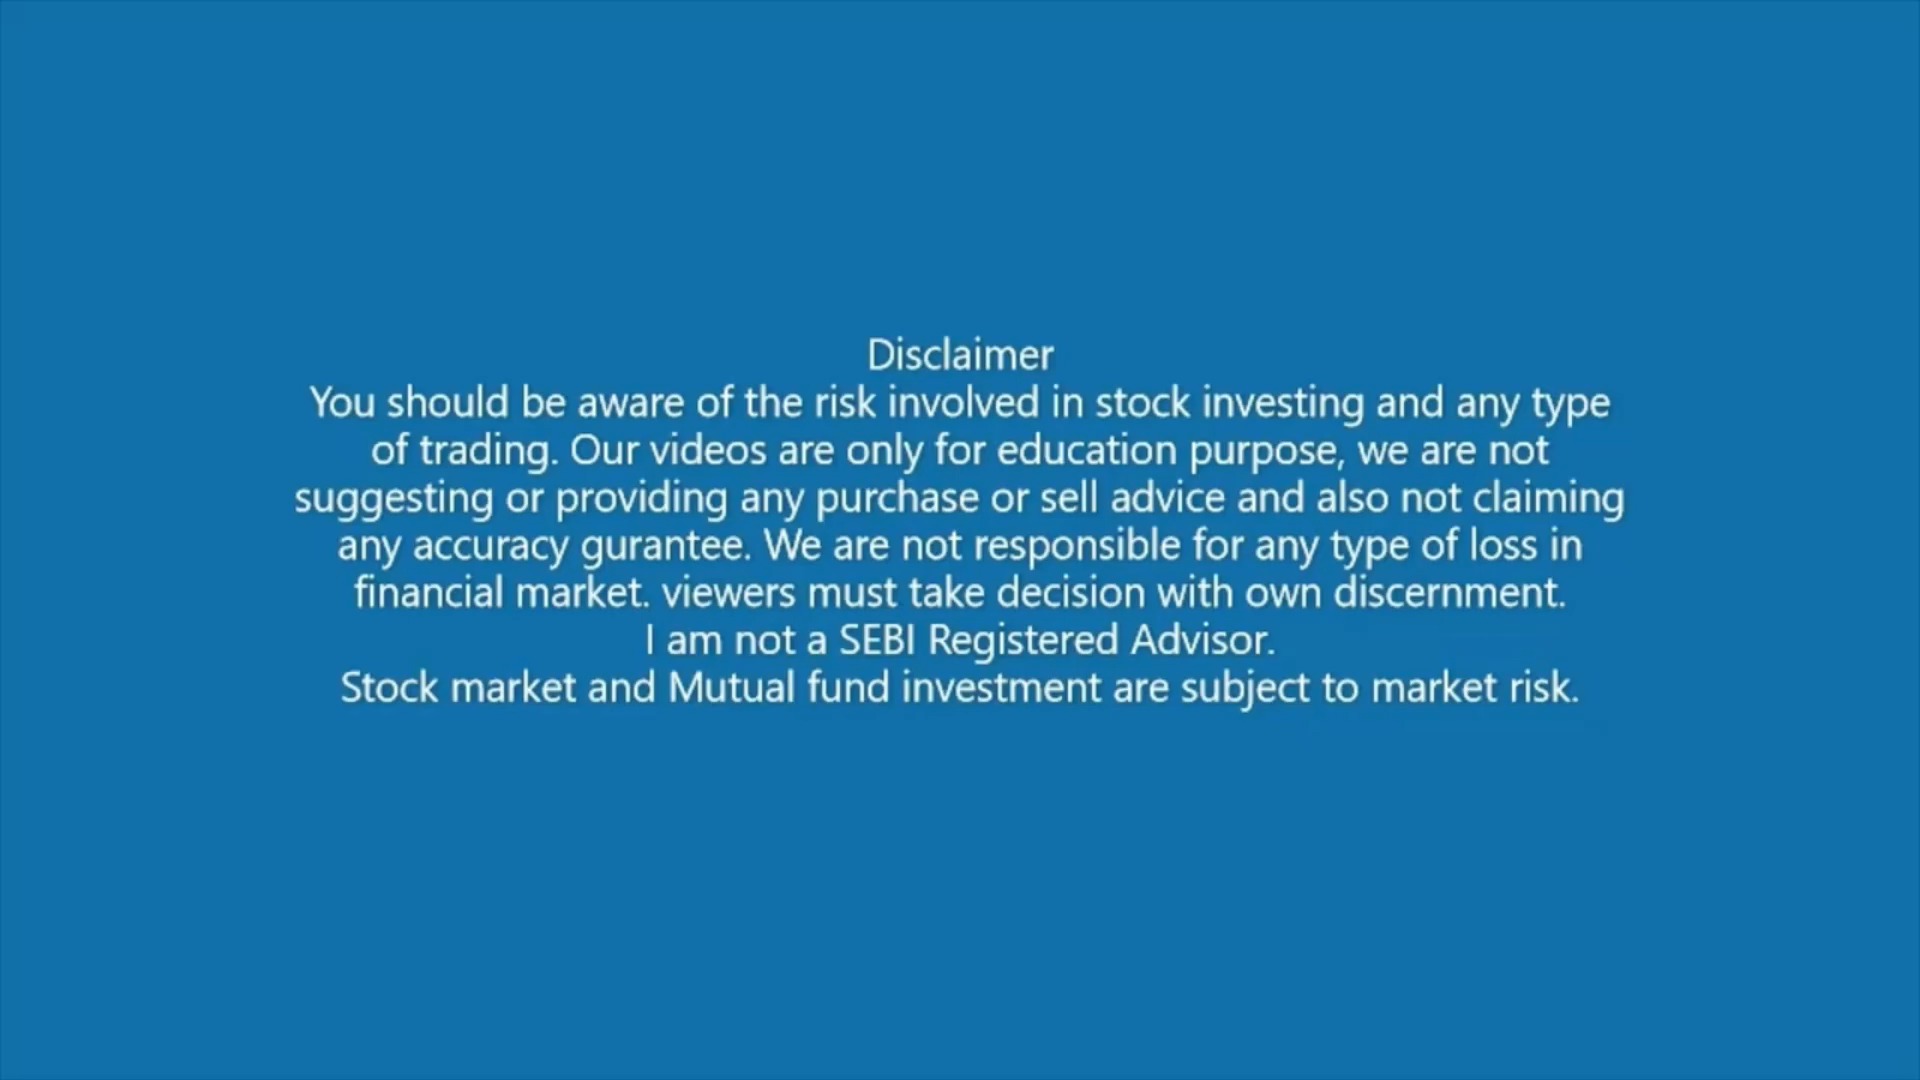 Disclaimer
You should be aware of the risk involved in stock investing and any type
of trading. Our videos are only for education purpose, we are not
suggesting or providing any purchase or sell advice and also not claiming
any accuracy gurantee. We are not responsible for any type of loss in
financial market. viewers must take decision with own discernment.
I am not a SEBI Registered Advisor.
Stock market and Mutual fund investment are subject to market risk.